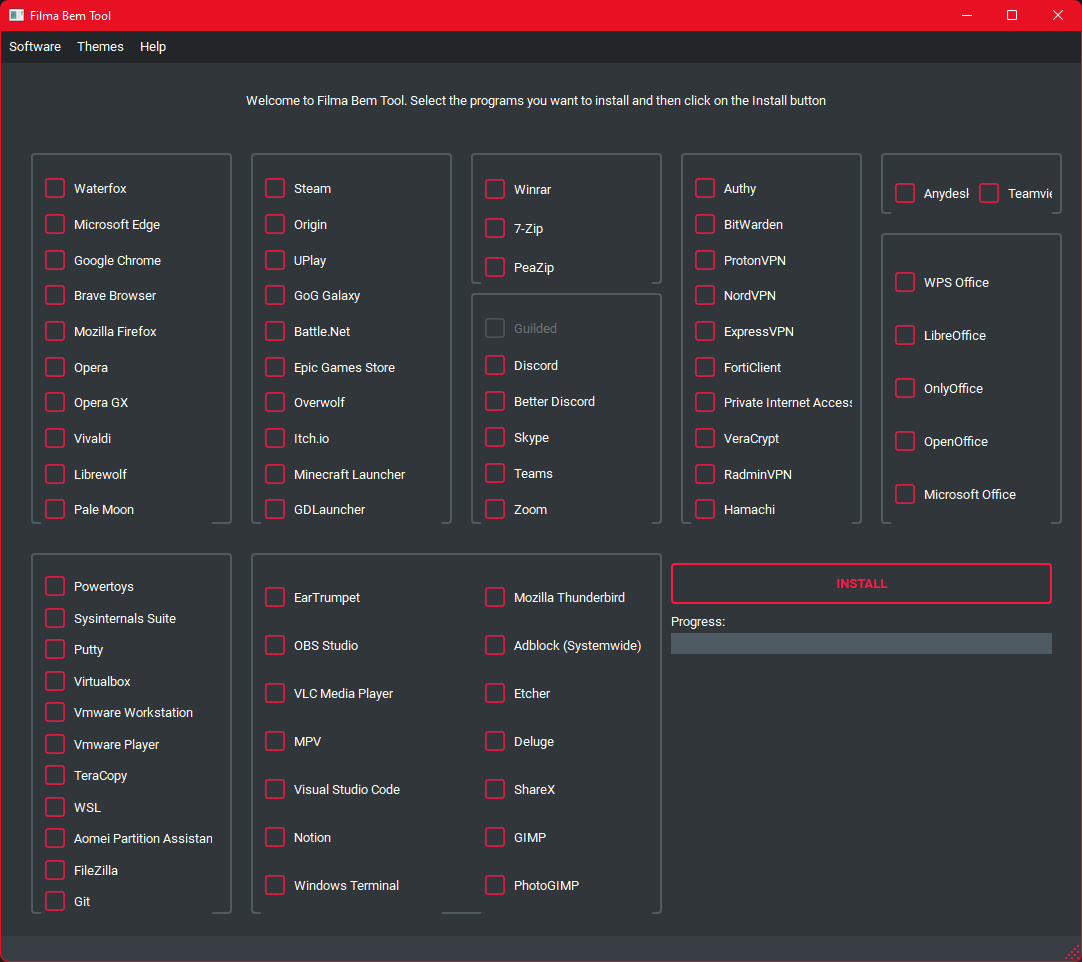 Filma Bem Tool
Software Themes Help
Welcome to Filma Bem Tool. Select the programs you want to install and then click on the Install button
Waterfox
Microsoft Edge
Google Chrome
Brave Browser
Mozilla Firefox
Opera
Opera GX
Vivaldi
Librewolf
Pale Moon
Steam
Origin
UPlay
GoG Galaxy
Battle.Net
Epic Games Store
Overwolf
Itch.io
Minecraft Launcher
GDLauncher
Winrar
7-Zip
PeaZip
Guilded
Discord
Better Discord
Skype
Teams
Zoom
Authy
BitWarden
ProtonVPN
NordVPN
ExpressVPN
FortiClient
Private Internet Access
VeraCrypt
RadminVPN
Hamachi
Anydesk Teamvie
WPS Office
LibreOffice
OnlyOffice
OpenOffice
Microsoft Office
Powertoys
Sysinternals Suite
Putty
Virtualbox
Vmware Workstation
Vmware Player
TeraCopy
WSL
Aomei Partition Assistan
FileZilla
Git
EarTrumpet
OBS Studio
VLC Media Player
MPV
Visual Studio Code
Notion
Windows Terminal
Mozilla Thunderbird
Adblock (Systemwide)
Etcher
Deluge
ShareX
GIMP
PhotoGIMP
INSTALL
Progress: